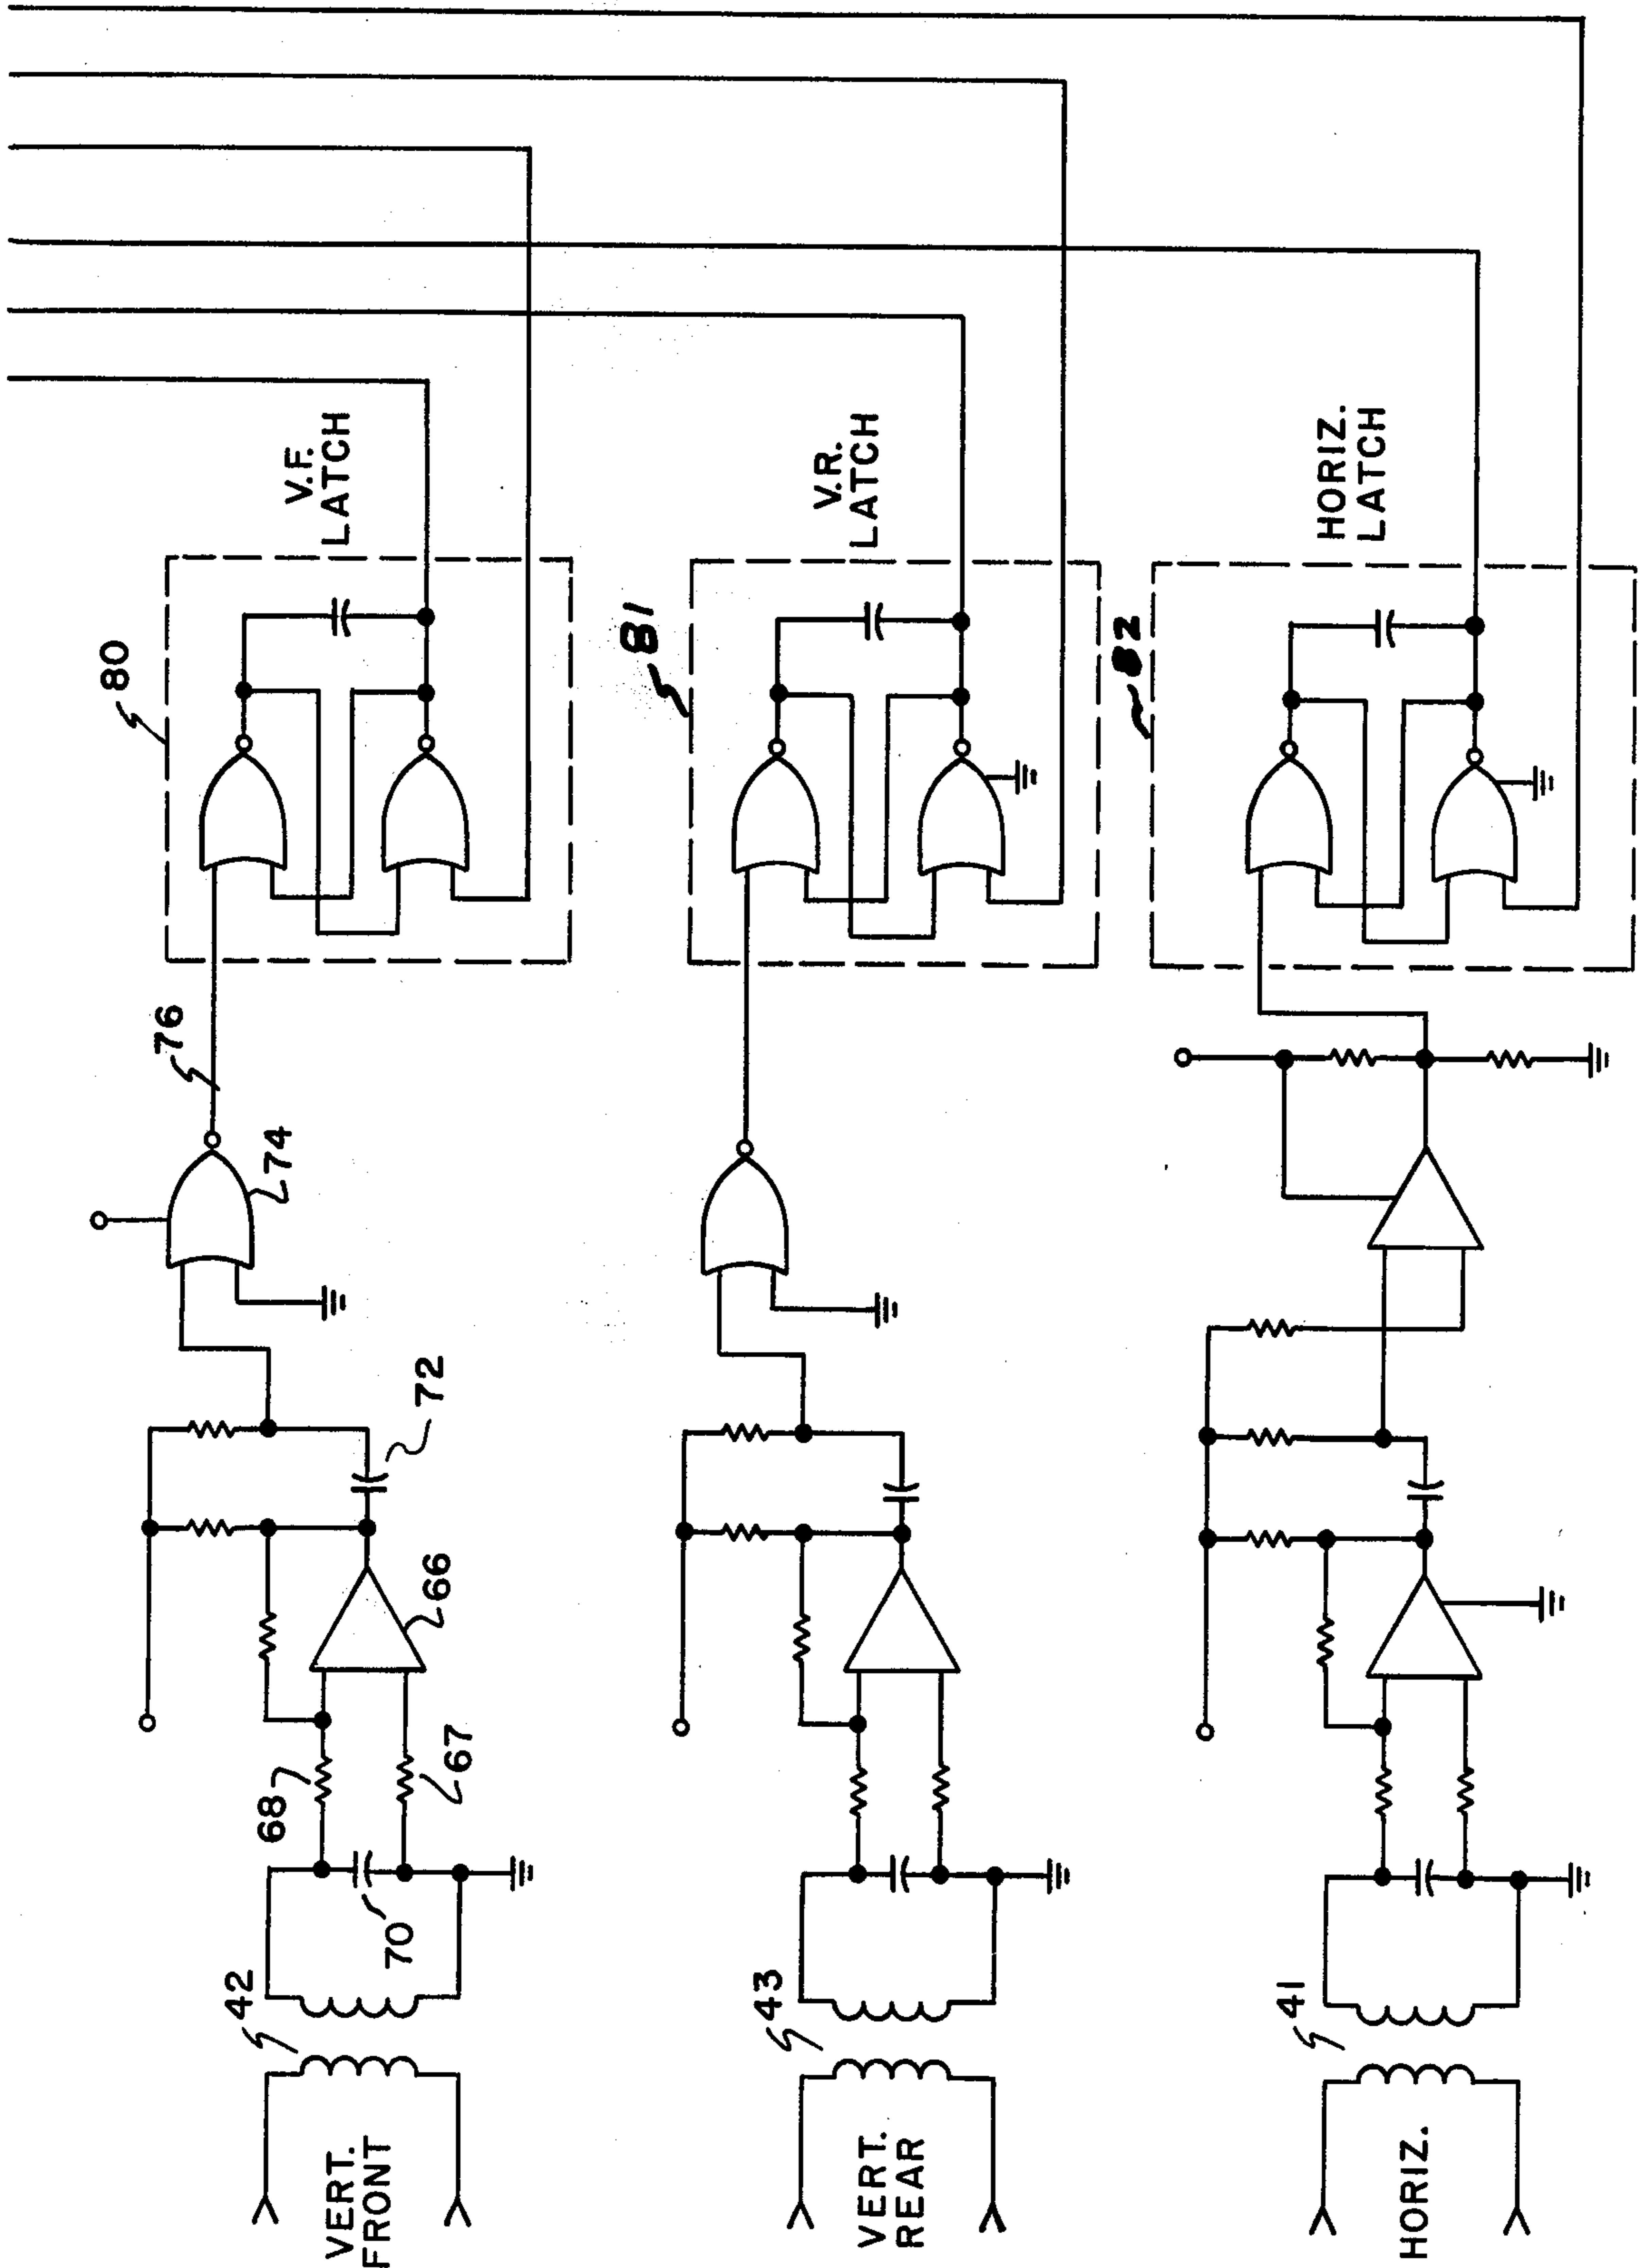 VERT.
FRONT
42
70
68
67
66
72
74
76
80
V.F.
LATCH
VERT.
REAR
43
81
V.R.
LATCH
HORIZ.
41
82
HORIZ.
LATCH